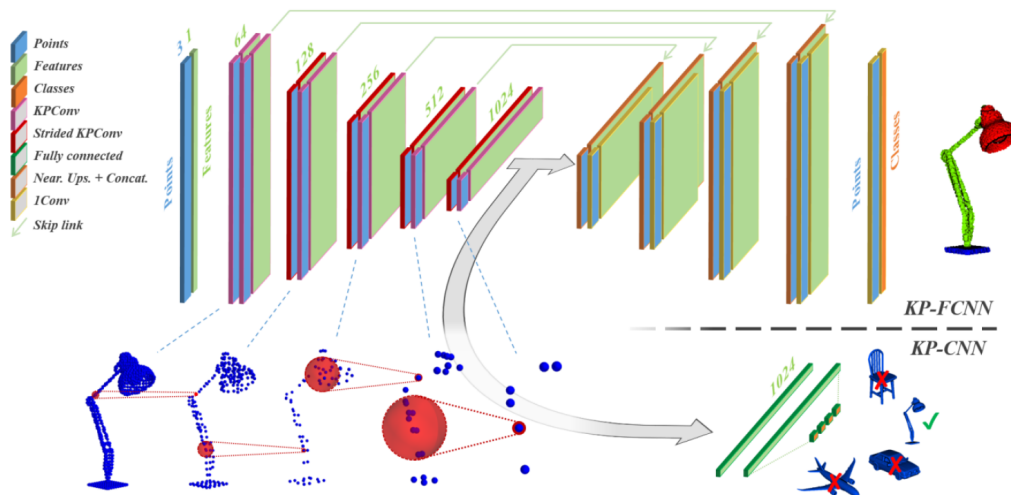 Points
Features
Classes
KPConv
Strided KPConv
Fully connected
Near. Ups. + Concat.
1Conv
Skip link
3
1
Points
Features
64
128
256
512
1024
Points
Classes
KP-FCNN
KP-CNN
1024